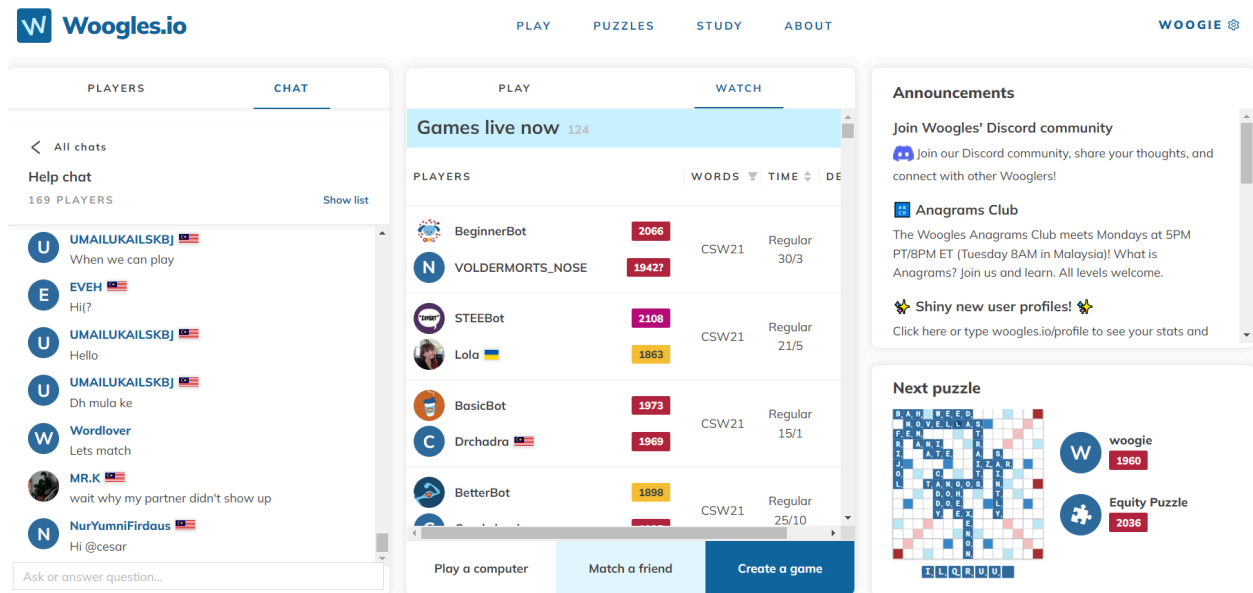 W Woogles.io
PLAY PUZZLES STUDY ABOUT
WOOGIE
PLAYERS CHAT
All chats
Help chat
169 PLAYERS Show list
U UMAILUKAILSKBJ
When we can play
E EVEH
Hi(?
U UMAILUKAILSKBJ
Hello
U UMAILUKAILSKBJ
Dh mula ke
W Wordlover
Lets match
MR.K
wait why my partner didn't show up
N NurYumniFirdaus
Hi @cesar
Ask or answer question...
PLAY WATCH
Games live now 124
PLAYERS WORDS TIME DE
BeginnerBot 2066
N VOLDERMORTS_NOSE 1942?
CSW21 Regular
30/3
STEEBot 2108
Lola 1863
CSW21 Regular
21/5
BasicBot 1973
C Drchadra 1969
CSW21 Regular
15/1
BetterBot 1898
CSW21 Regular
25/10
Play a computer Match a friend Create a game
Announcements
Join Woogles' Discord community
Join our Discord community, share your thoughts, and
connect with other Wooglers!
Anagrams Club
The Woogles Anagrams Club meets Mondays at 5PM
PT/8PM ET (Tuesday 8AM in Malaysia)! What is
Anagrams? Join us and learn. All levels welcome.
Shiny new user profiles!
Click here or type woogles.io/profile to see your stats and
Next puzzle
W woogie
1960
Equity Puzzle
2036
I L Q R U U